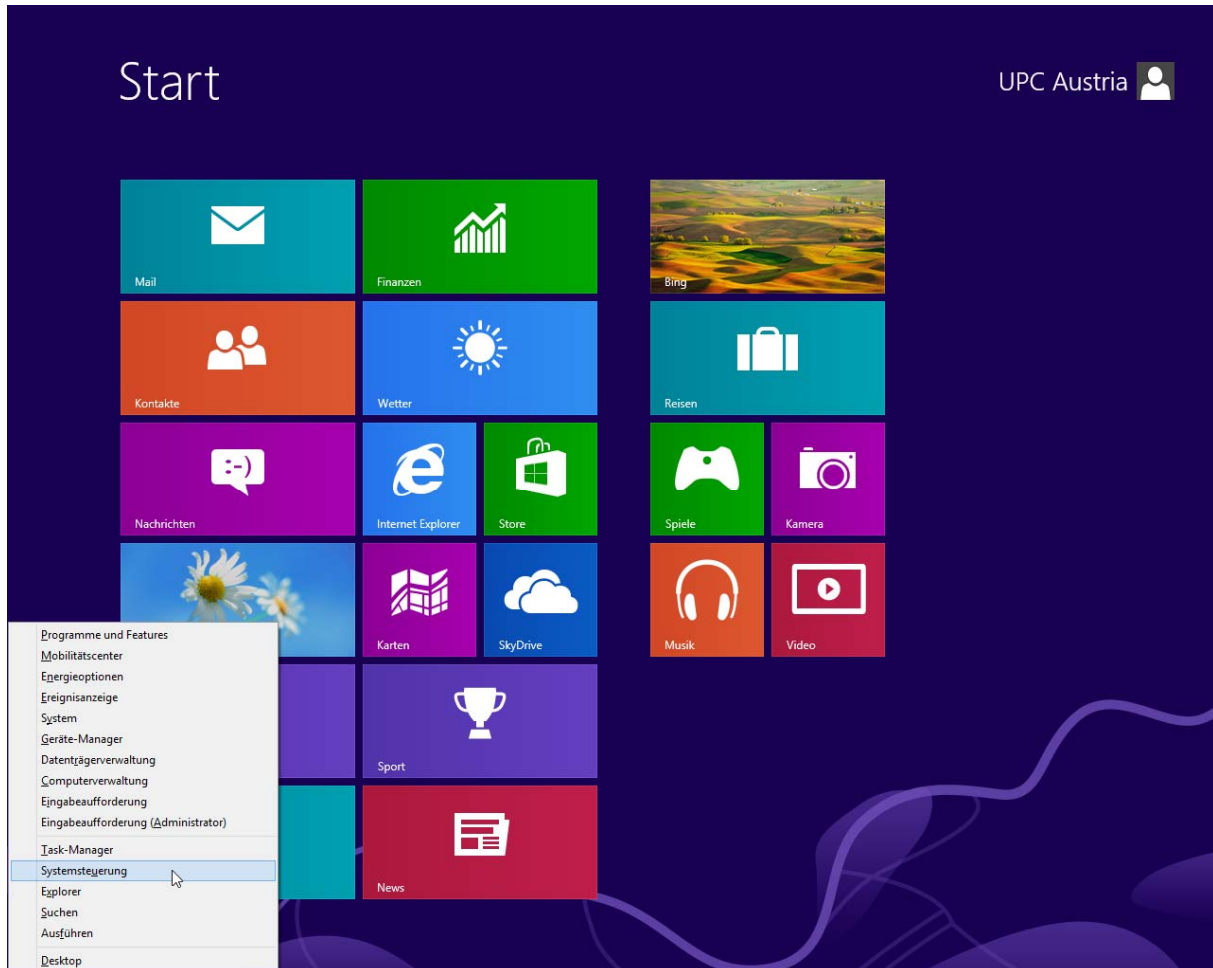 Start
UPC Austria
Mail
Finanzen
Bing
Kontakte
Wetter
Reisen
:-)
Nachrichten
Internet Explorer
Store
Spiele
Kamera
Karten
SkyDrive
Musik
Video
Sport
News
Programme und Features
Mobilitätscenter
Energieoptionen
Ereignisanzeige
System
Geräte-Manager
Datenträgerverwaltung
Computerverwaltung
Eingabeaufforderung
Eingabeaufforderung (Administrator)
Task-Manager
Systemsteuerung
Explorer
Suchen
Ausführen
Desktop